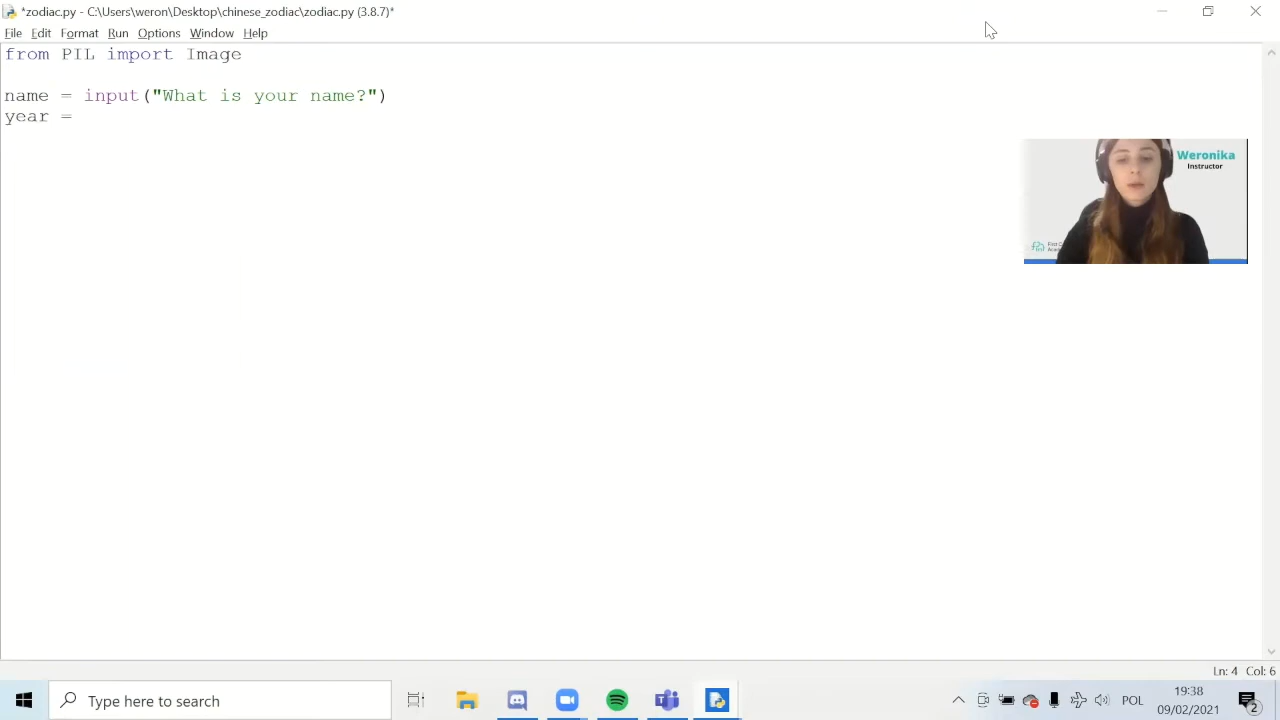 *zodiac.py - C:\Users\weron\Desktop\chinese_zodiac\zodiac.py (3.8.7)*
File Edit Format Run Options Window Help
from PIL import Image
name = input("What is your name?")
year =
Weronika
Instructor
Ln: 4 Col: 6
Type here to search
POL
19:38
09/02/2021
2